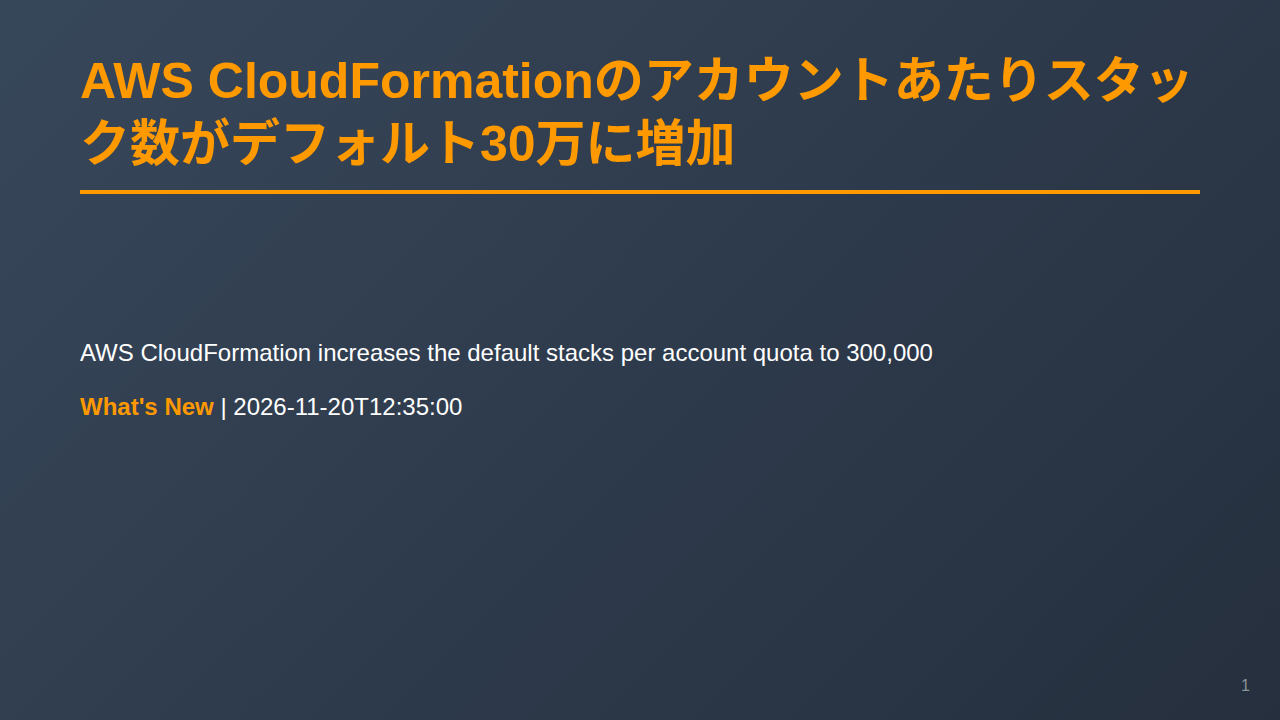 AWS CloudFormationのアカウントあたりスタッ
ク数がデフォルト30万に増加
AWS CloudFormation increases the default stacks per account quota to 300,000
What's New | 2026-11-20T12:35:00
1